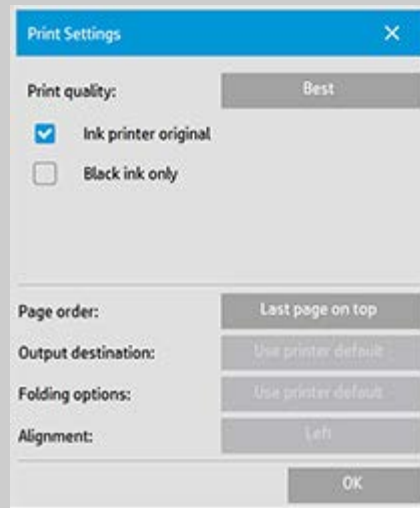 Print Settings
Print quality: Best
Ink printer original
Black ink only
Page order: Last page on top
Output destination: Use printer default
Folding options: Use printer default
Alignment: Left
OK